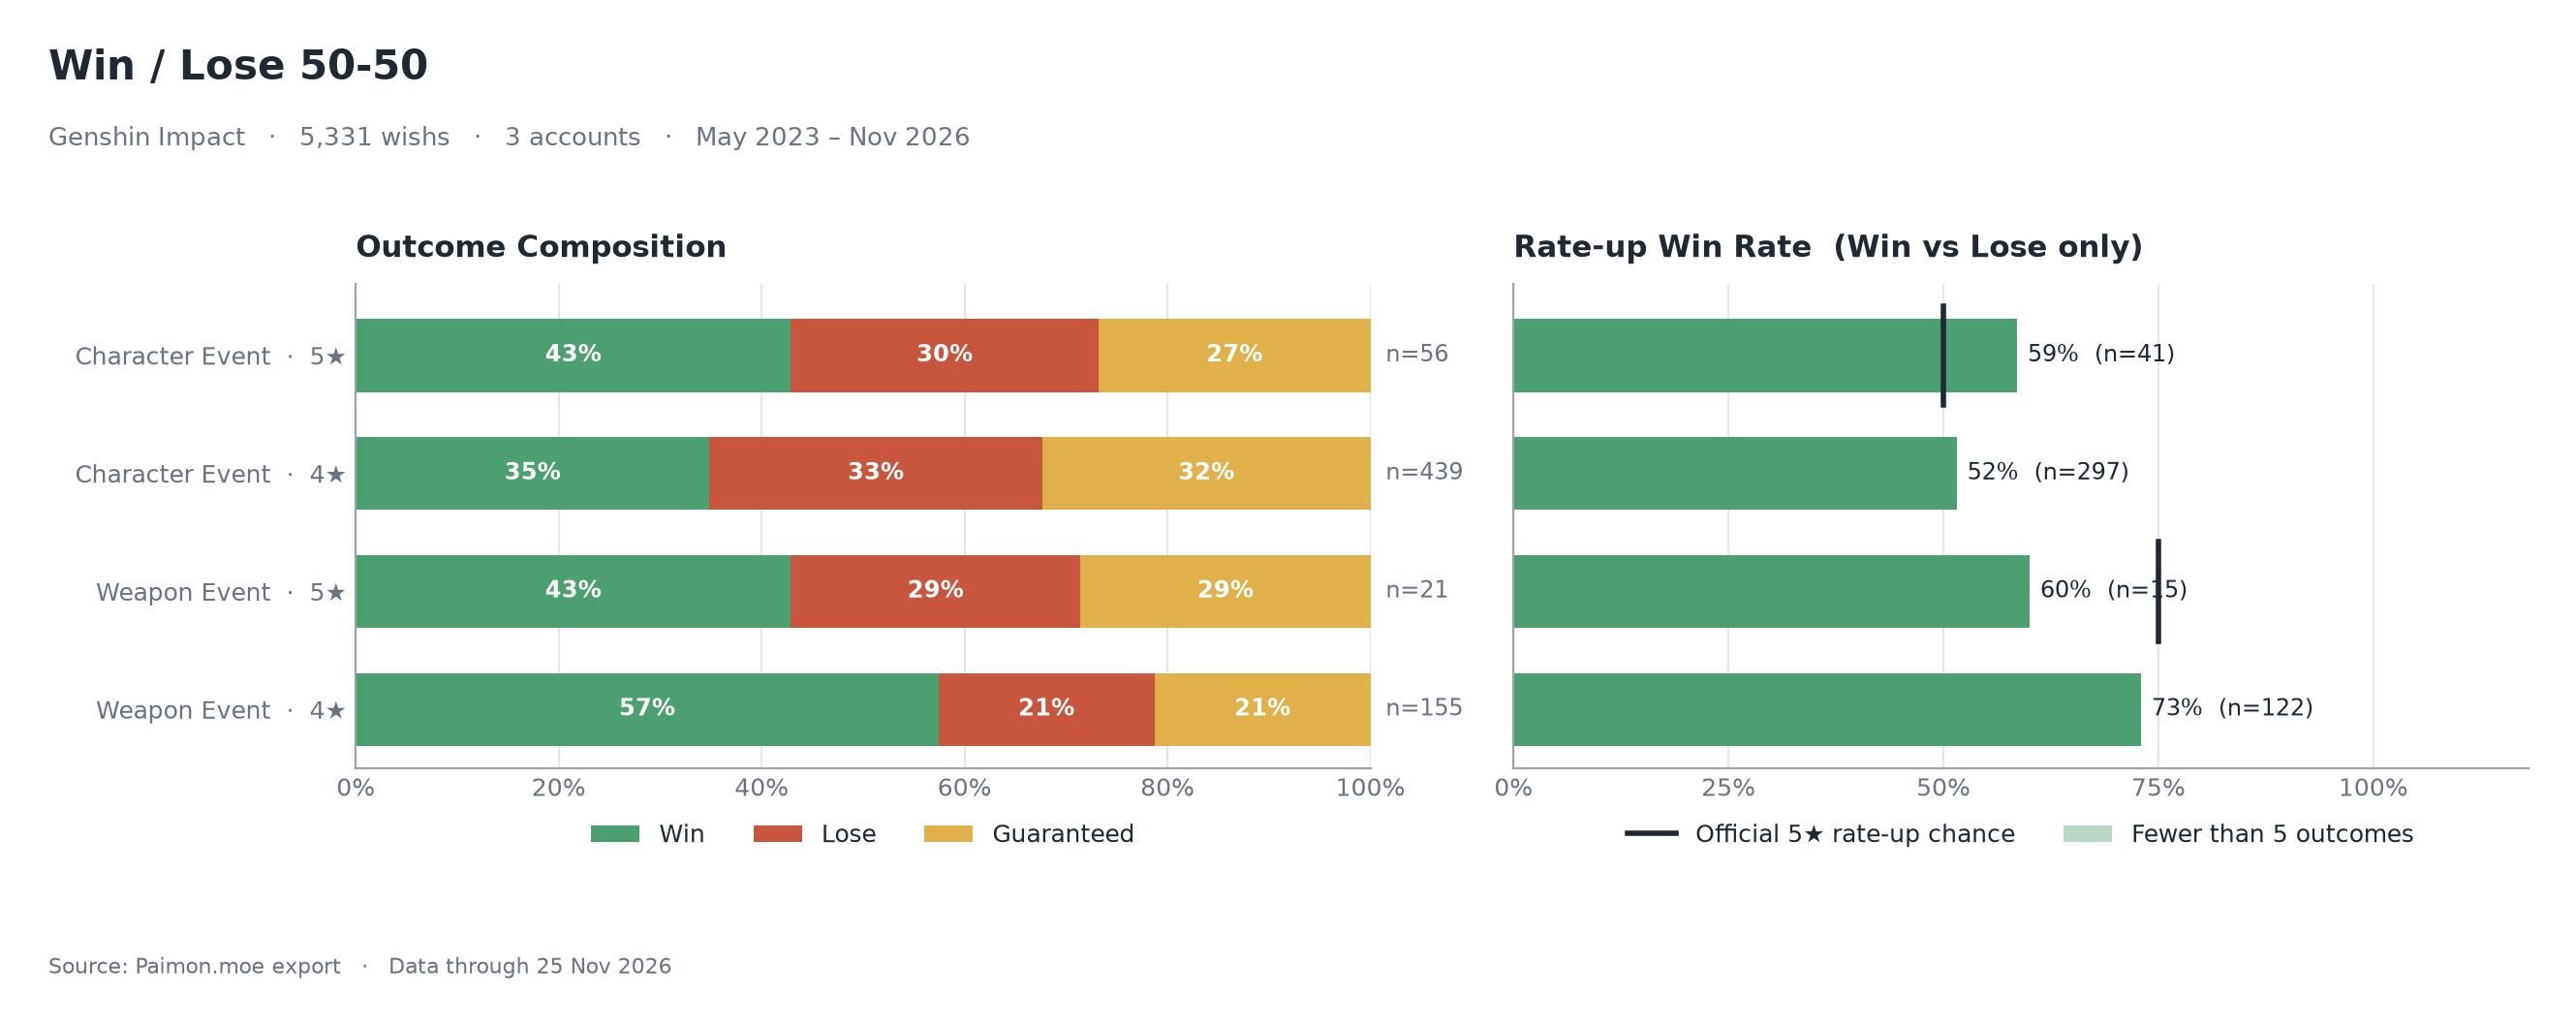 Win / Lose 50-50
Genshin Impact · 5,331 wishs · 3 accounts · May 2023 – Nov 2026
Outcome Composition
Character Event · 5★ 43% 30% 27% n=56
Character Event · 4★ 35% 33% 32% n=439
Weapon Event · 5★ 43% 29% 29% n=21
Weapon Event · 4★ 57% 21% 21% n=155
0% 20% 40% 60% 80% 100%
Win Lose Guaranteed
Rate-up Win Rate (Win vs Lose only)
59% (n=41)
52% (n=297)
60% (n=15)
73% (n=122)
0% 25% 50% 75% 100%
Official 5★ rate-up chance Fewer than 5 outcomes
Source: Paimon.moe export · Data through 25 Nov 2026